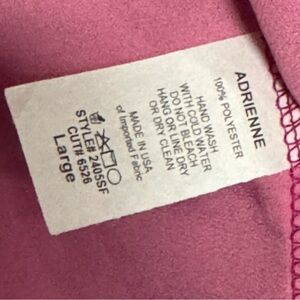 ADRIENNE
100% POLYESTER
HAND WASH
WITH COLD WATER
DO NOT BLEACH
HANG OR LINE DRY
OR DRY CLEAN
MADE IN USA
of Imported Fabric
STYLE# 2405SF
CUT# 6526
Large